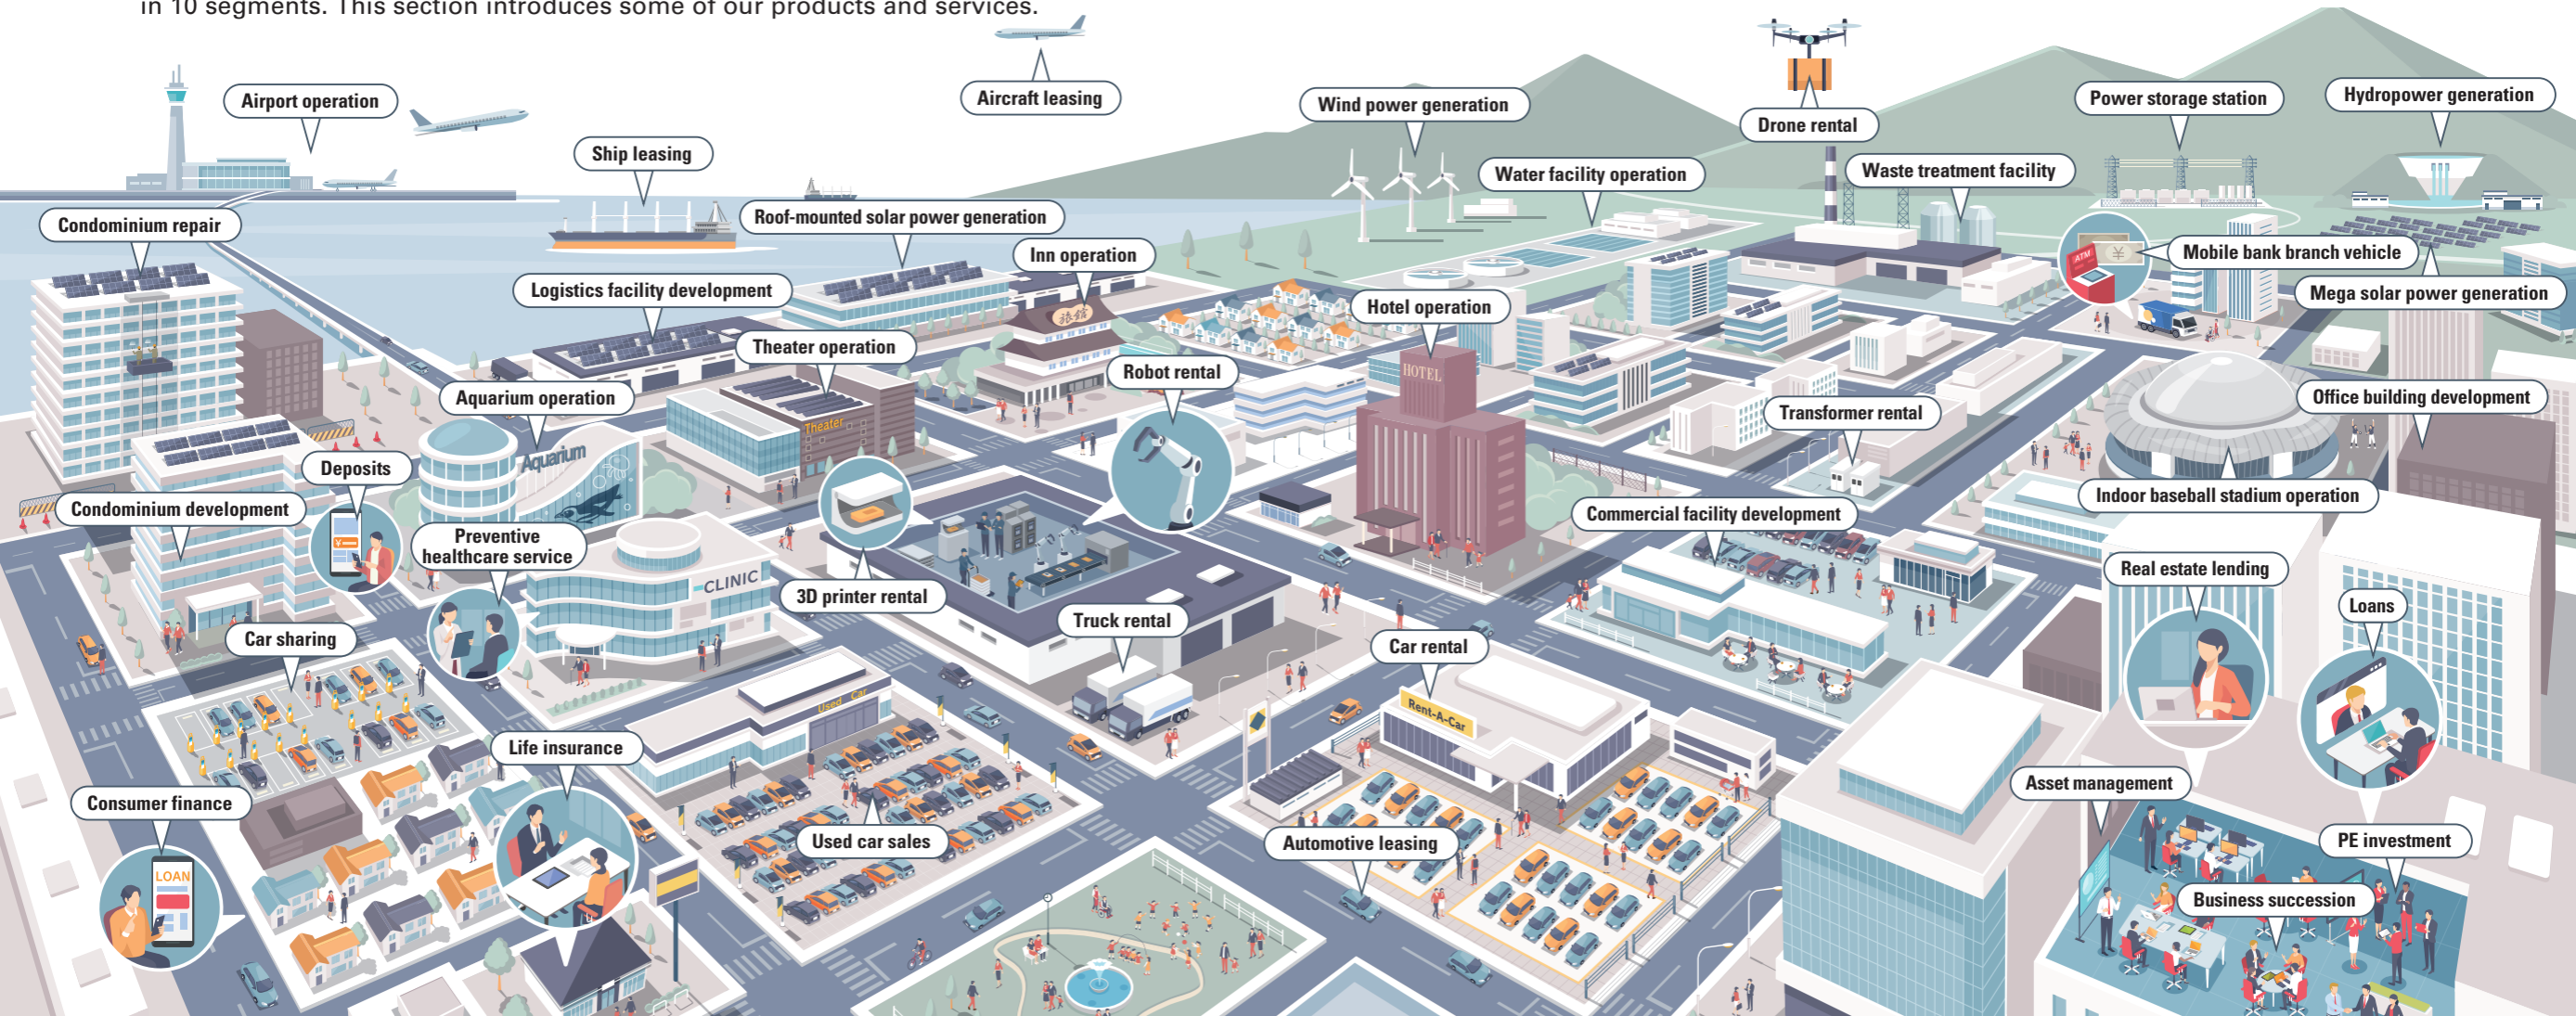 in 10 segments. This section introduces some of our products and services.
Airport operation
Aircraft leasing
Wind power generation
Drone rental
Power storage station
Hydropower generation
Ship leasing
Water facility operation
Waste treatment facility
Condominium repair
Roof-mounted solar power generation
Inn operation
ATM
¥
Mobile bank branch vehicle
Logistics facility development
Mega solar power generation
旅館
Hotel operation
Theater operation
HOTEL
Robot rental
Aquarium operation
Theater
Transformer rental
Office building development
Aquarium
Deposits
Indoor baseball stadium operation
Condominium development
¥
Commercial facility development
Preventive
healthcare service
CLINIC
3D printer rental
Real estate lending
Loans
Truck rental
Car sharing
Car rental
Used Car
Rent-A-Car
Life insurance
Asset management
Consumer finance
Used car sales
Automotive leasing
PE investment
LOAN
Business succession